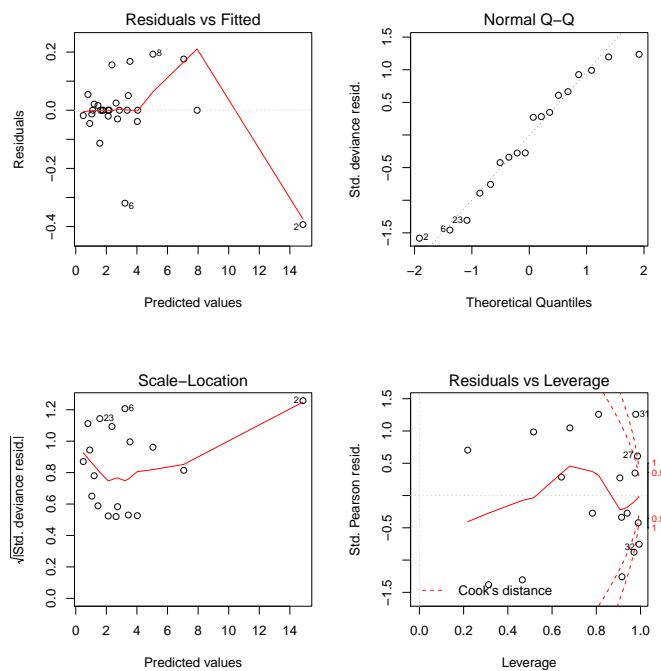 Residuals vs Fitted
Residuals
0.2
0.0
−0.2
−0.4
8
6
2
0 2 4 6 8 10 12 14
Predicted values
Normal Q−Q
Std. deviance resid.
1.5
0.5
−0.5
−1.5
2
6
23
−2 −1 0 1 2
Theoretical Quantiles
Scale−Location
√|Std. deviance resid.|
1.2
1.0
0.8
0.6
0.4
0.2
0.0
23
6
2
0 2 4 6 8 10 12 14
Predicted values
Residuals vs Leverage
Std. Pearson resid.
1.5
0.5
−0.5
−1.5
31
27
32
1
0.5
0.5
1
Cook's distance
0.0 0.2 0.4 0.6 0.8 1.0
Leverage